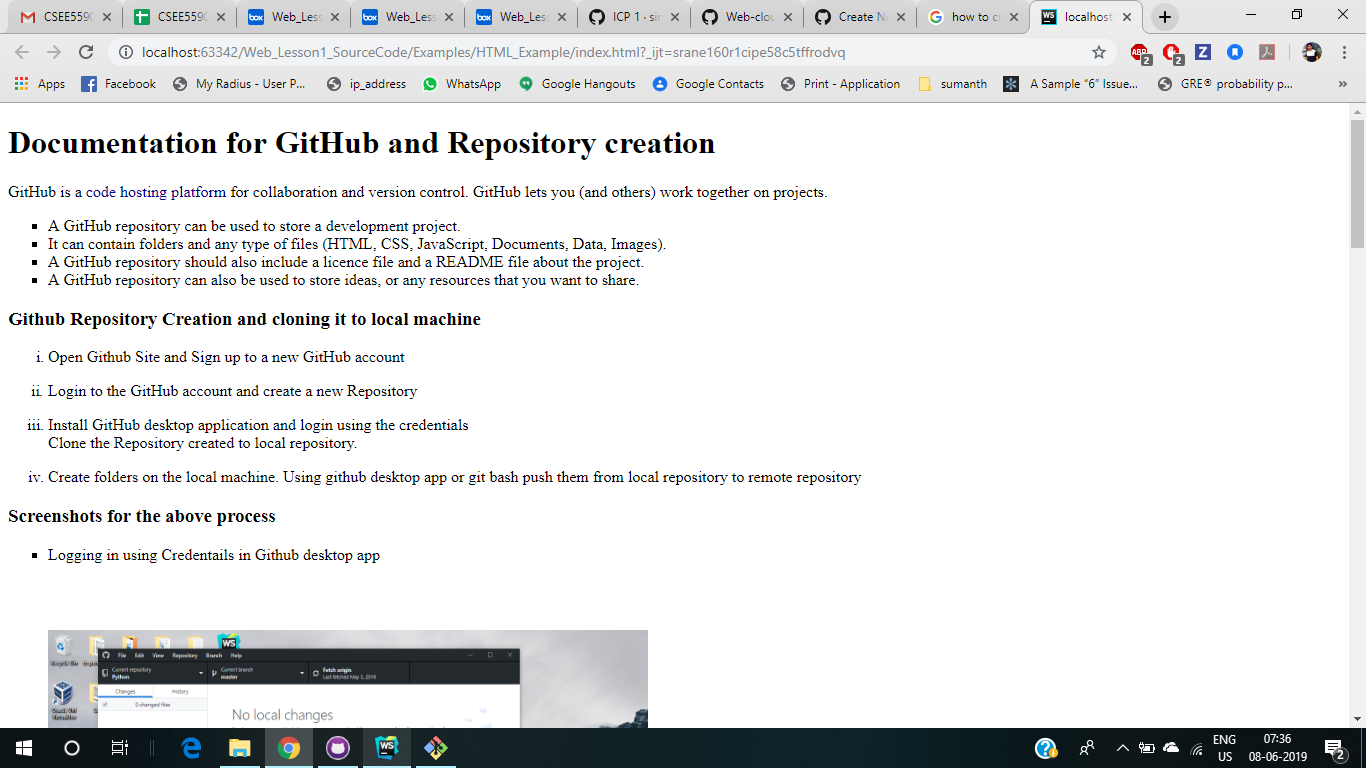 CSEE5590
CSEE5590
Web_Less
Web_Less
Web_Less
ICP 1 · sir
Web-clou
Create N
how to cr
localhost:
localhost:63342/Web_Lesson1_SourceCode/Examples/HTML_Example/index.html?_ijt=srane160r1cipe58c5tffrodvq
ABP
2
2
Z
Apps
Facebook
My Radius - User P...
ip_address
WhatsApp
Google Hangouts
Google Contacts
Print - Application
sumanth
A Sample “6” Issue...
GRE® probability p...
»
Documentation for GitHub and Repository creation
GitHub is a code hosting platform for collaboration and version control. GitHub lets you (and others) work together on projects.
A GitHub repository can be used to store a development project.
It can contain folders and any type of files (HTML, CSS, JavaScript, Documents, Data, Images).
A GitHub repository should also include a licence file and a README file about the project.
A GitHub repository can also be used to store ideas, or any resources that you want to share.
Github Repository Creation and cloning it to local machine
i. Open Github Site and Sign up to a new GitHub account
ii. Login to the GitHub account and create a new Repository
iii. Install GitHub desktop application and login using the credentials
Clone the Repository created to local repository.
iv. Create folders on the local machine. Using github desktop app or git bash push them from local repository to remote repository
Screenshots for the above process
Logging in using Credentails in Github desktop app
WS
File Edit View Repository Branch Help
Current repository
Python
Current branch
master
Fetch origin
Last fetched May 5, 2019
Changes
History
0 changed files
No local changes
WS
ENG
US
07:36
08-06-2019
2